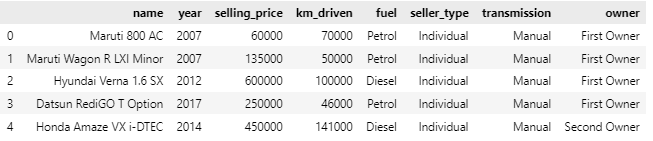 name year selling_price km_driven fuel seller_type transmission owner
0 Maruti 800 AC 2007 60000 70000 Petrol Individual Manual First Owner
1 Maruti Wagon R LXI Minor 2007 135000 50000 Petrol Individual Manual First Owner
2 Hyundai Verna 1.6 SX 2012 600000 100000 Diesel Individual Manual First Owner
3 Datsun RediGO T Option 2017 250000 46000 Petrol Individual Manual First Owner
4 Honda Amaze VX i-DTEC 2014 450000 141000 Diesel Individual Manual Second Owner